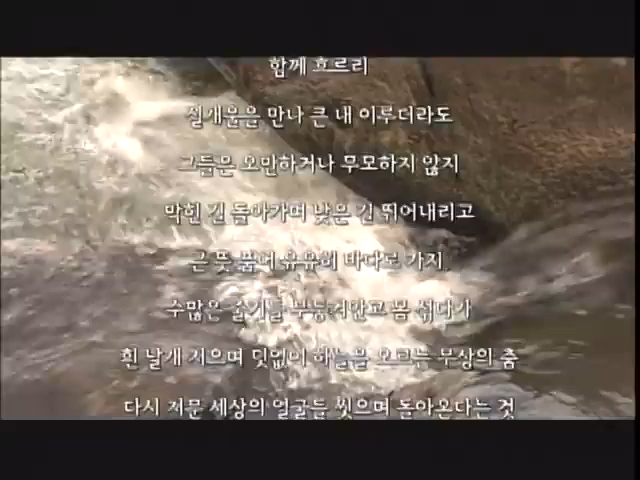 함께 흐르리
실개울을 만나 큰 내 이루더라도
그들은 오만하거나 무모하지 않지
막힌 길 돌아가며 낮은 길 뛰어내리고
큰 뜻 품어 유유히 바다로 가지
수많은 줄기를 부둥켜안고 몸 섞다가
흰 날개 저으며 덧없이 하늘을 오르는 무상의 춤
다시 저문 세상의 얼굴들 씻으며 돌아온다는 것